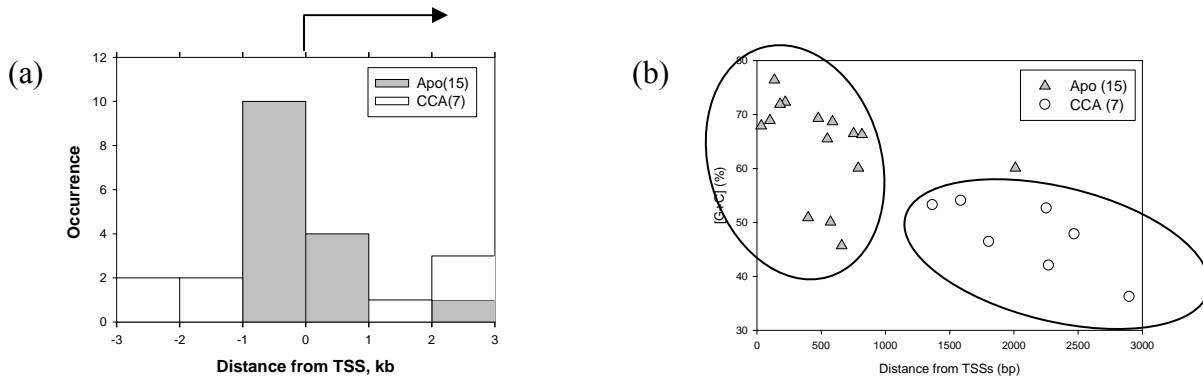 (a)
12
10
8
6
4
2
0
Occurrence
Apo(15)
CCA(7)
-3 -2 -1 0 1 2 3
Distance from TSS, kb
(b)
80
70
60
50
40
30
[G+C] (%)
Apo (15)
CCA (7)
0 500 1000 1500 2000 2500 3000
Distance from TSSs (bp)